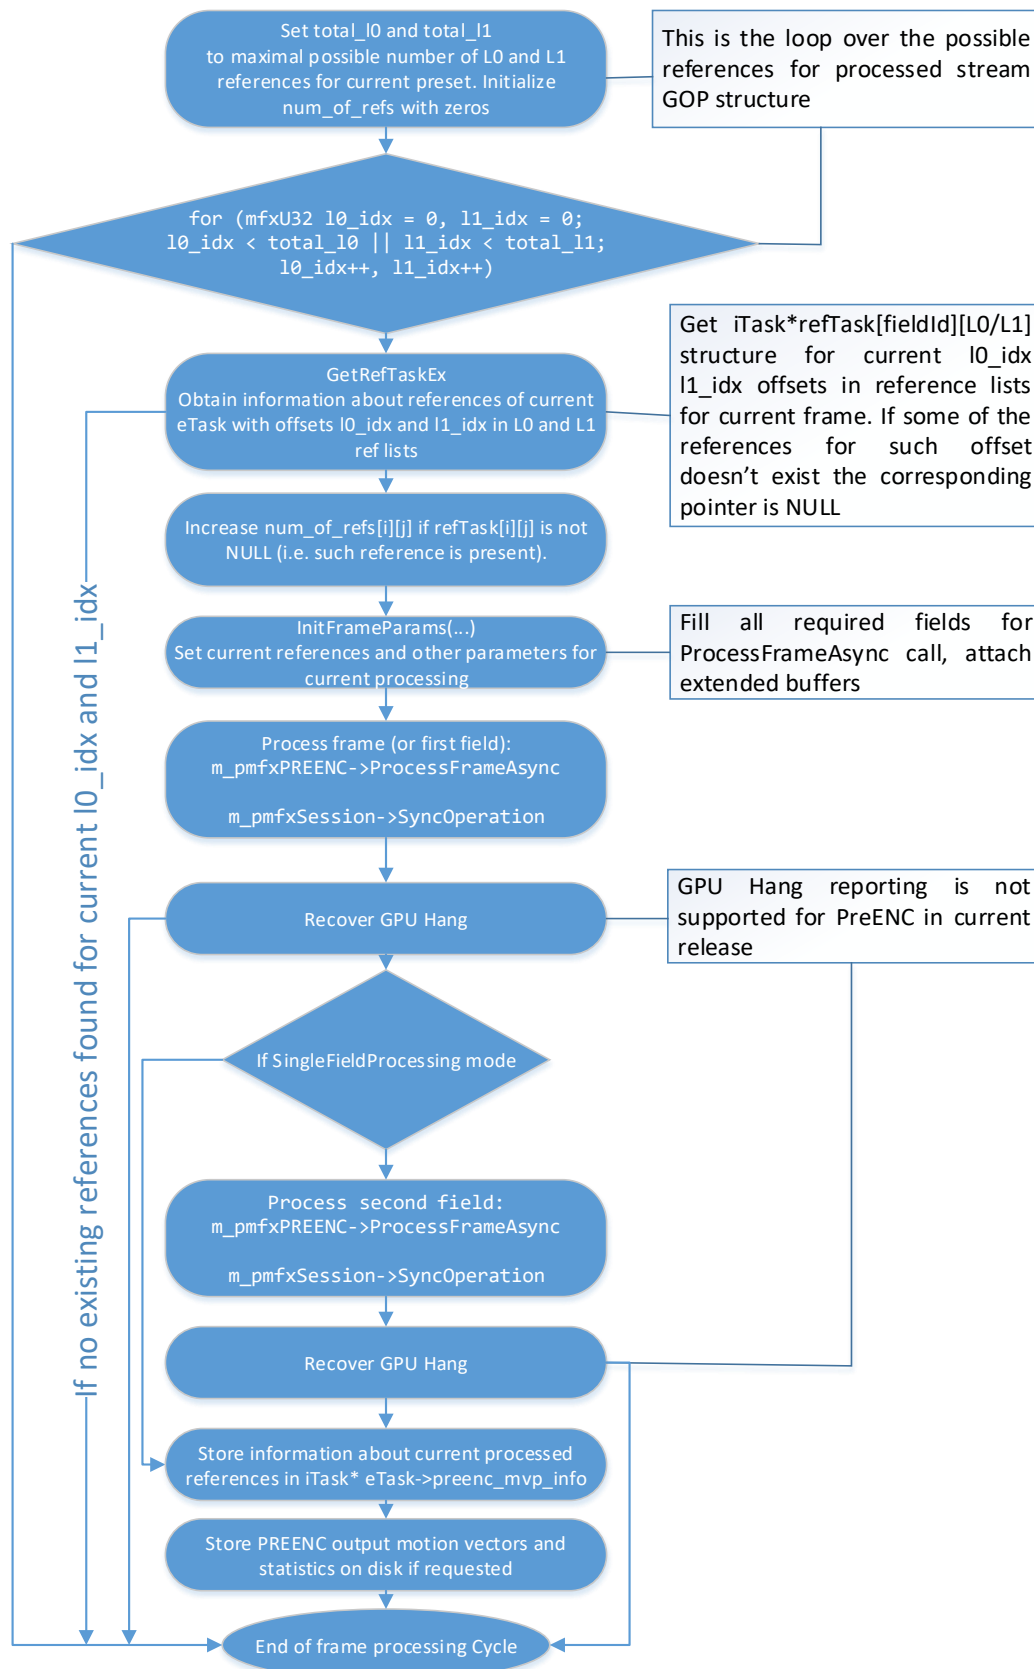 Set total_l0 and total_l1
to maximal possible number of L0 and L1
references for current preset. Initialize
num_of_refs with zeros
This is the loop over the possible
references for processed stream
GOP structure
for (mfxU32 l0_idx = 0, l1_idx = 0;
l0_idx < total_l0 || l1_idx < total_l1;
l0_idx++, l1_idx++)
GetRefTaskEx
Obtain information about references of current
eTask with offsets l0_idx and l1_idx in L0 and L1
ref lists
Get iTask*refTask[fieldId][L0/L1]
structure for current l0_idx
l1_idx offsets in reference lists
for current frame. If some of the
references for such offset
doesn’t exist the corresponding
pointer is NULL
Increase num_of_refs[i][j] if refTask[i][j] is not
NULL (i.e. such reference is present).
InitFrameParams(...)
Set current references and other parameters for
current processing
Fill all required fields for
ProcessFrameAsync call, attach
extended buffers
If no existing references found for current l0_idx and l1_idx
Process frame (or first field):
m_pmfxPREENC->ProcessFrameAsync
m_pmfxSession->SyncOperation
Recover GPU Hang
GPU Hang reporting is not
supported for PreENC in current
release
If SingleFieldProcessing mode
Process second field:
m_pmfxPREENC->ProcessFrameAsync
m_pmfxSession->SyncOperation
Recover GPU Hang
Store information about current processed
references in iTask* eTask->preenc_mvp_info
Store PREENC output motion vectors and
statistics on disk if requested
End of frame processing Cycle